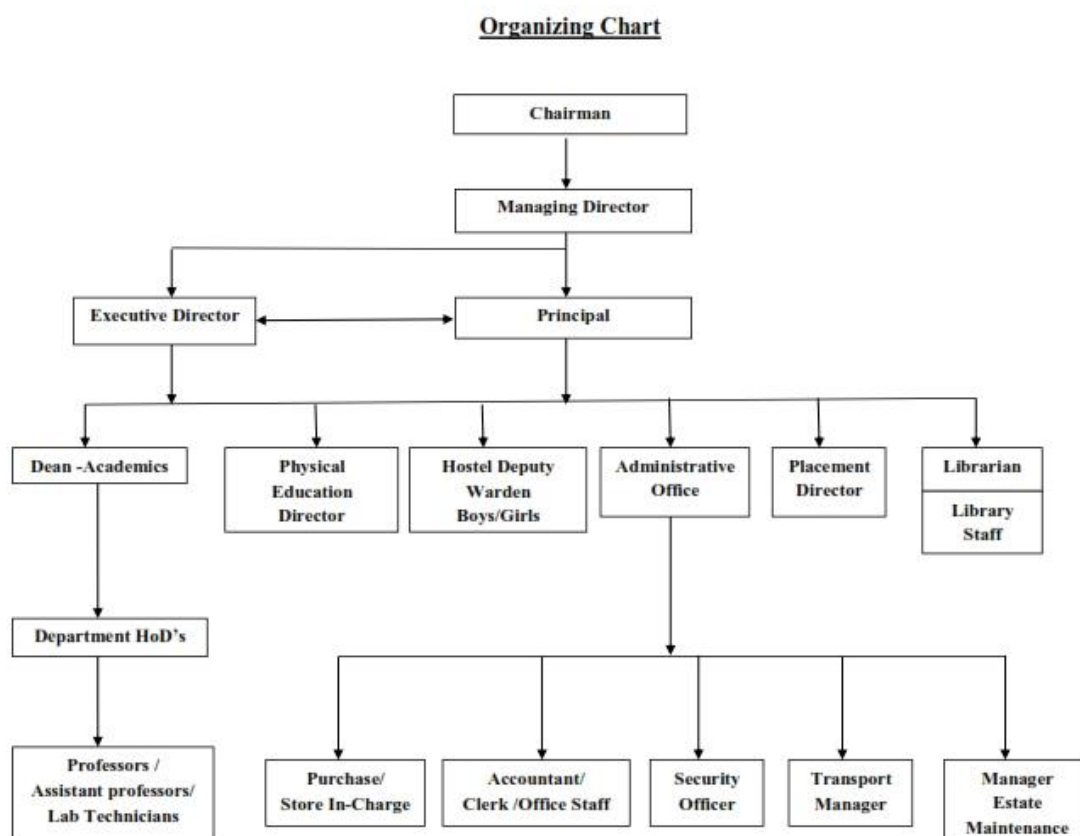 Organizing Chart
Chairman
Managing Director
Executive Director
Principal
Dean -Academics
Physical
Education
Director
Hostel Deputy
Warden
Boys/Girls
Administrative
Office
Placement
Director
Librarian
Library
Staff
Department HoD’s
Professors /
Assistant professors/
Lab Technicians
Purchase/
Store In-Charge
Accountant/
Clerk /Office Staff
Security
Officer
Transport
Manager
Manager
Estate
Maintenance